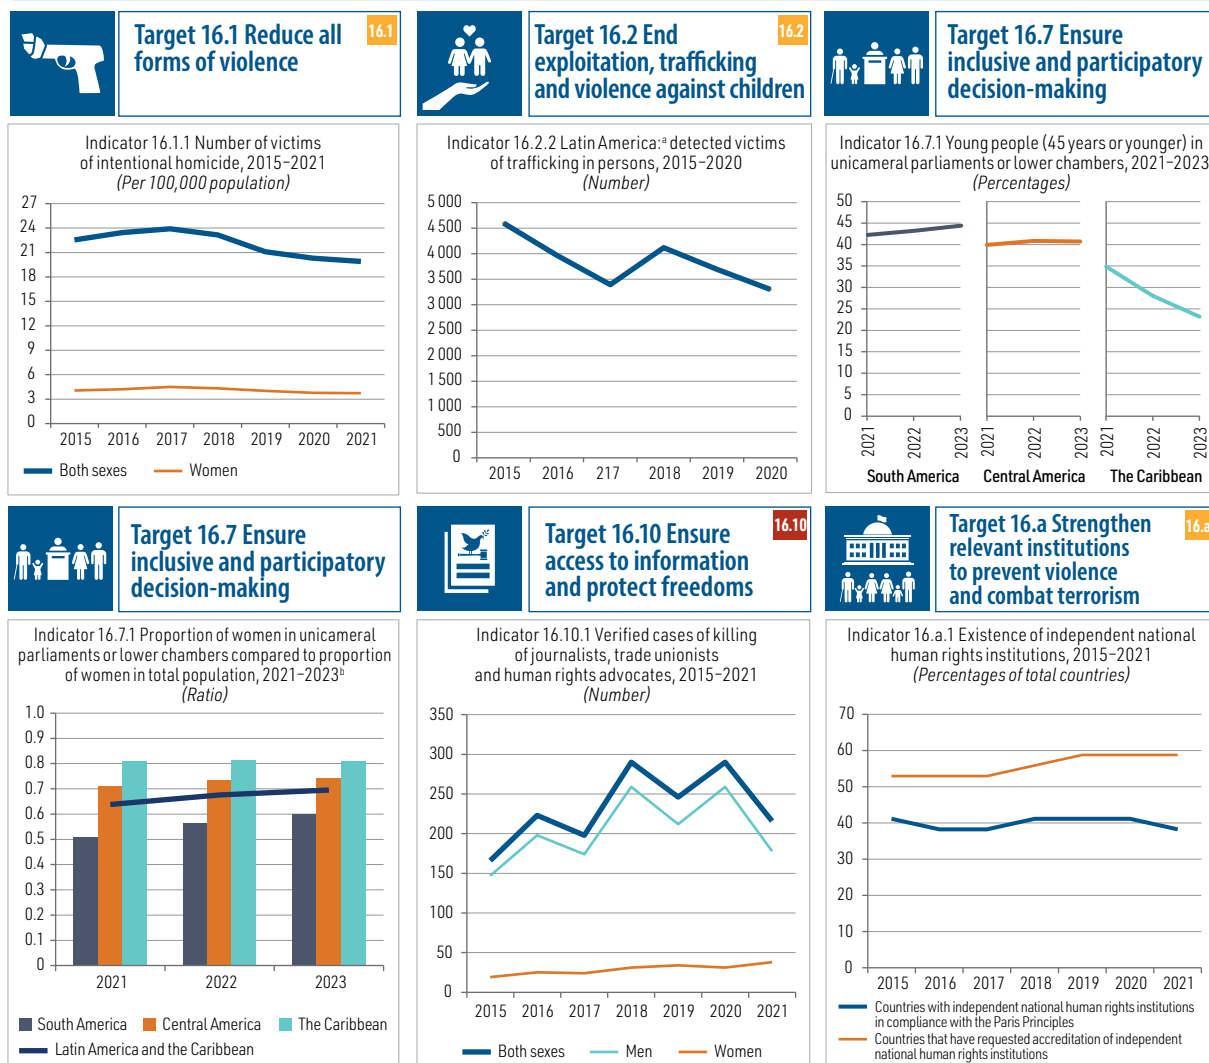 Target 16.1 Reduce all
forms of violence
16.1
Indicator 16.1.1 Number of victims
of intentional homicide, 2015–2021
(Per 100,000 population)
27
24
21
18
15
12
9
6
3
0
2015 2016 2017 2018 2019 2020 2021
Both sexes Women
Target 16.2 End
exploitation, trafficking
and violence against children
16.2
Indicator 16.2.2 Latin America:ᵃ detected victims
of trafficking in persons, 2015–2020
(Number)
5 000
4 500
4 000
3 500
3 000
2 500
2 000
1 500
1 000
500
0
2015 2016 217 2018 2019 2020
Target 16.7 Ensure
inclusive and participatory
decision-making
Indicator 16.7.1 Young people (45 years or younger) in
unicameral parliaments or lower chambers, 2021–2023
(Percentages)
50
45
40
35
30
25
20
15
10
5
0
2021 2022 2023 2021 2022 2023 2021 2022 2023
South America Central America The Caribbean
Target 16.7 Ensure
inclusive and participatory
decision-making
Indicator 16.7.1 Proportion of women in unicameral
parliaments or lower chambers compared to proportion
of women in total population, 2021–2023ᵇ
(Ratio)
1.0
0.9
0.8
0.7
0.6
0.5
0.4
0.3
0.2
0.1
0
2021 2022 2023
South America Central America The Caribbean
Latin America and the Caribbean
Target 16.10 Ensure
access to information
and protect freedoms
16.10
Indicator 16.10.1 Verified cases of killing
of journalists, trade unionists
and human rights advocates, 2015–2021
(Number)
350
300
250
200
150
100
50
0
2015 2016 2017 2018 2019 2020 2021
Both sexes Men Women
Target 16.a Strengthen
relevant institutions
to prevent violence
and combat terrorism
16.a
Indicator 16.a.1 Existence of independent national
human rights institutions, 2015–2021
(Percentages of total countries)
70
60
50
40
30
20
10
0
2015 2016 2017 2018 2019 2020 2021
Countries with independent national human rights institutions
in compliance with the Paris Principles
Countries that have requested accreditation of independent
national human rights institutions